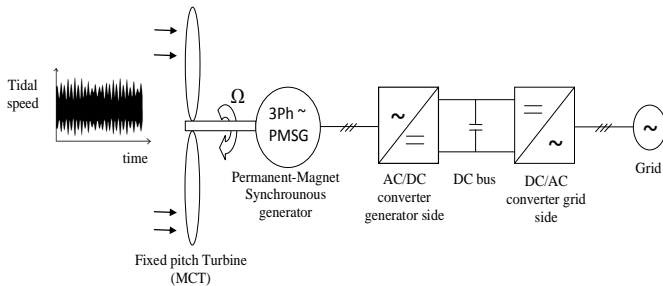 Tidal
speed
time
Ω
3Ph ~
PMSG
Permanent-Magnet
Synchrounous
generator
Fixed pitch Turbine
(MCT)
~
=
AC/DC
converter
generator side
DC bus
=
~
DC/AC
converter grid
side
~
Grid